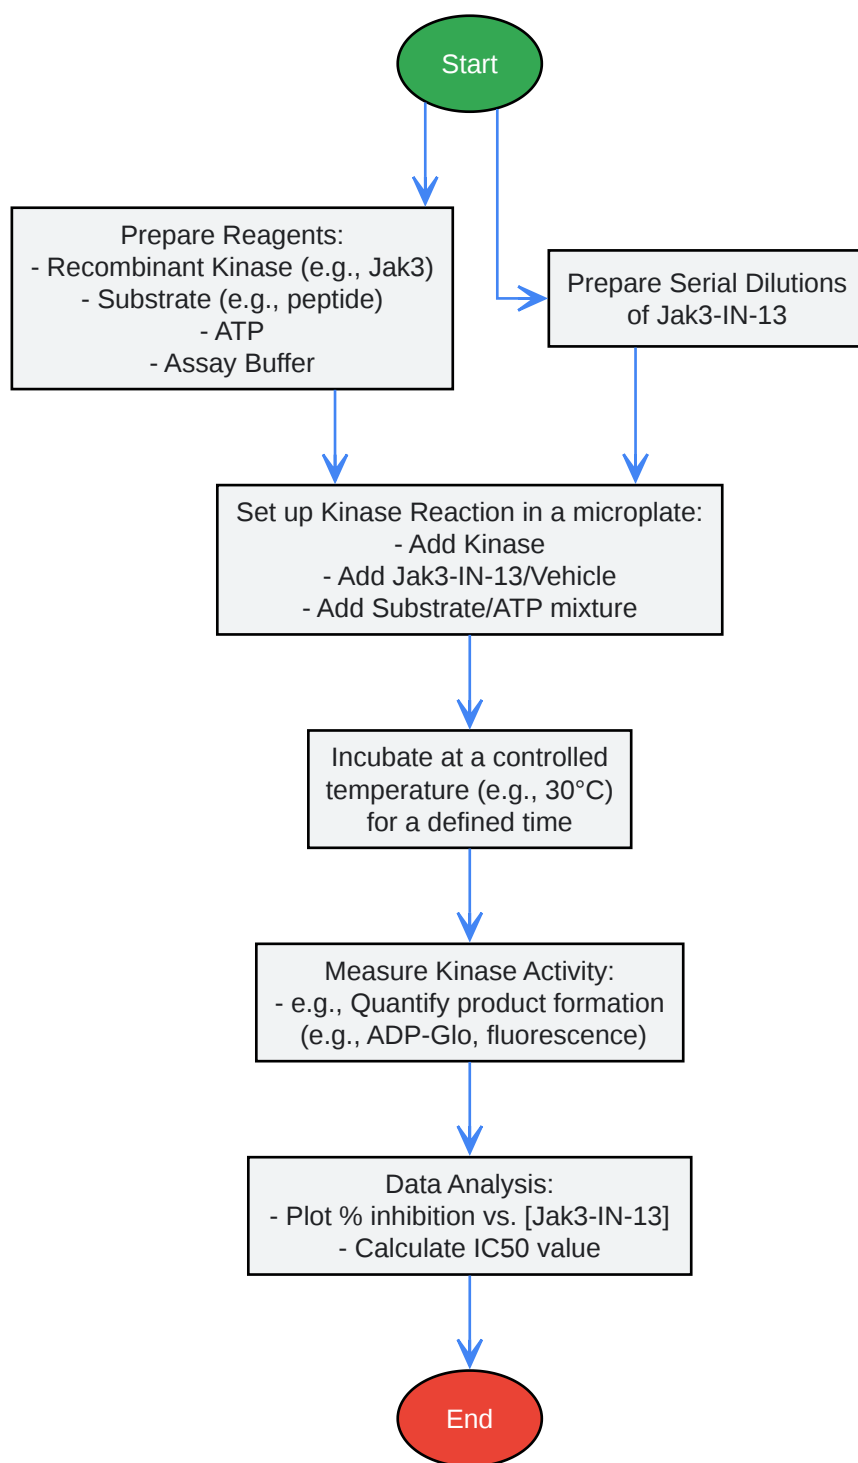 Start
Prepare Reagents:
- Recombinant Kinase (e.g., Jak3)
- Substrate (e.g., peptide)
- ATP
- Assay Buffer
Prepare Serial Dilutions
of Jak3-IN-13
Set up Kinase Reaction in a microplate:
- Add Kinase
- Add Jak3-IN-13/Vehicle
- Add Substrate/ATP mixture
Incubate at a controlled
temperature (e.g., 30°C)
for a defined time
Measure Kinase Activity:
- e.g., Quantify product formation
(e.g., ADP-Glo, fluorescence)
Data Analysis:
- Plot % inhibition vs. [Jak3-IN-13]
- Calculate IC50 value
End